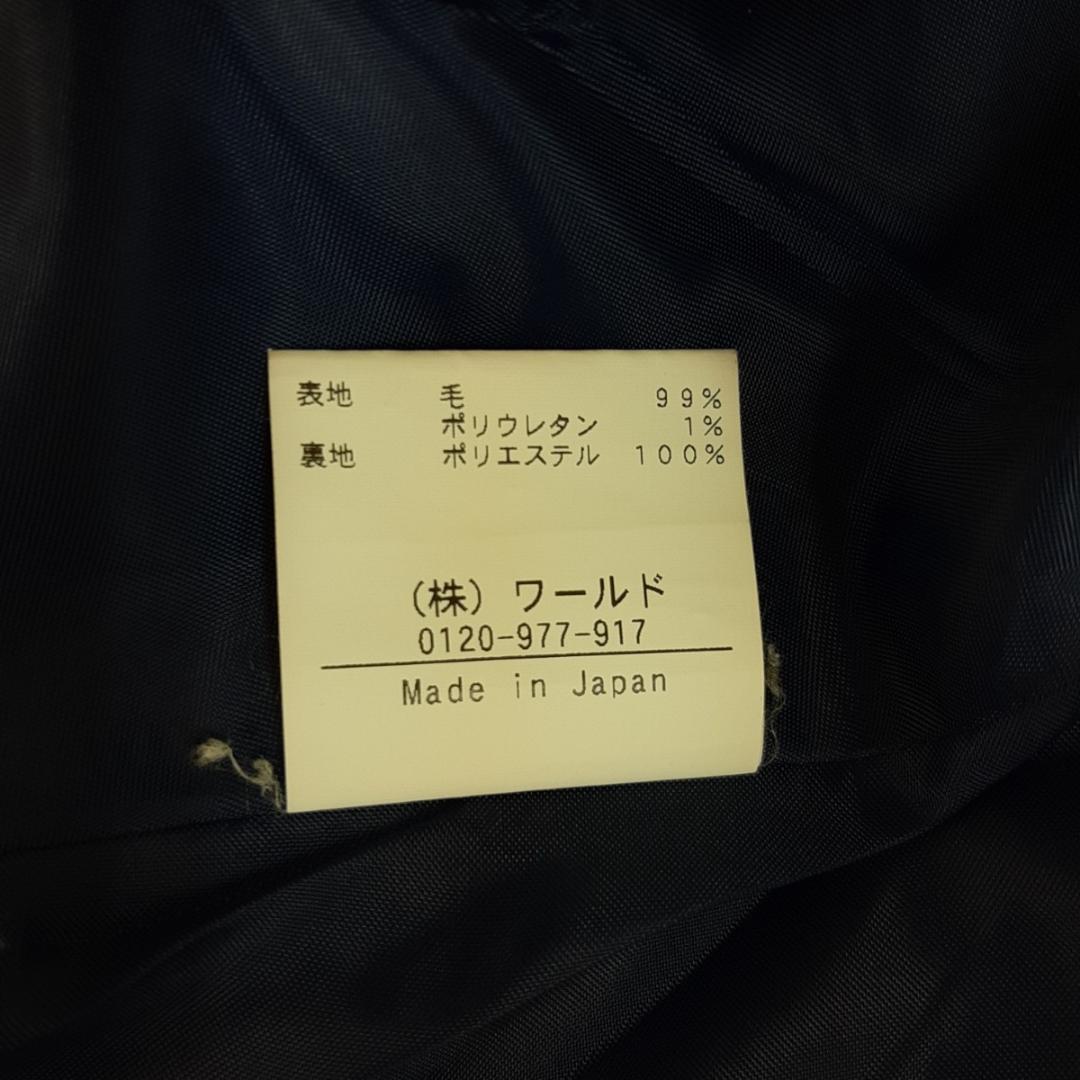 表地 毛 99%
ポリウレタン 1%
裏地 ポリエステル 100%
(株) ワールド
0120-977-917
Made in Japan